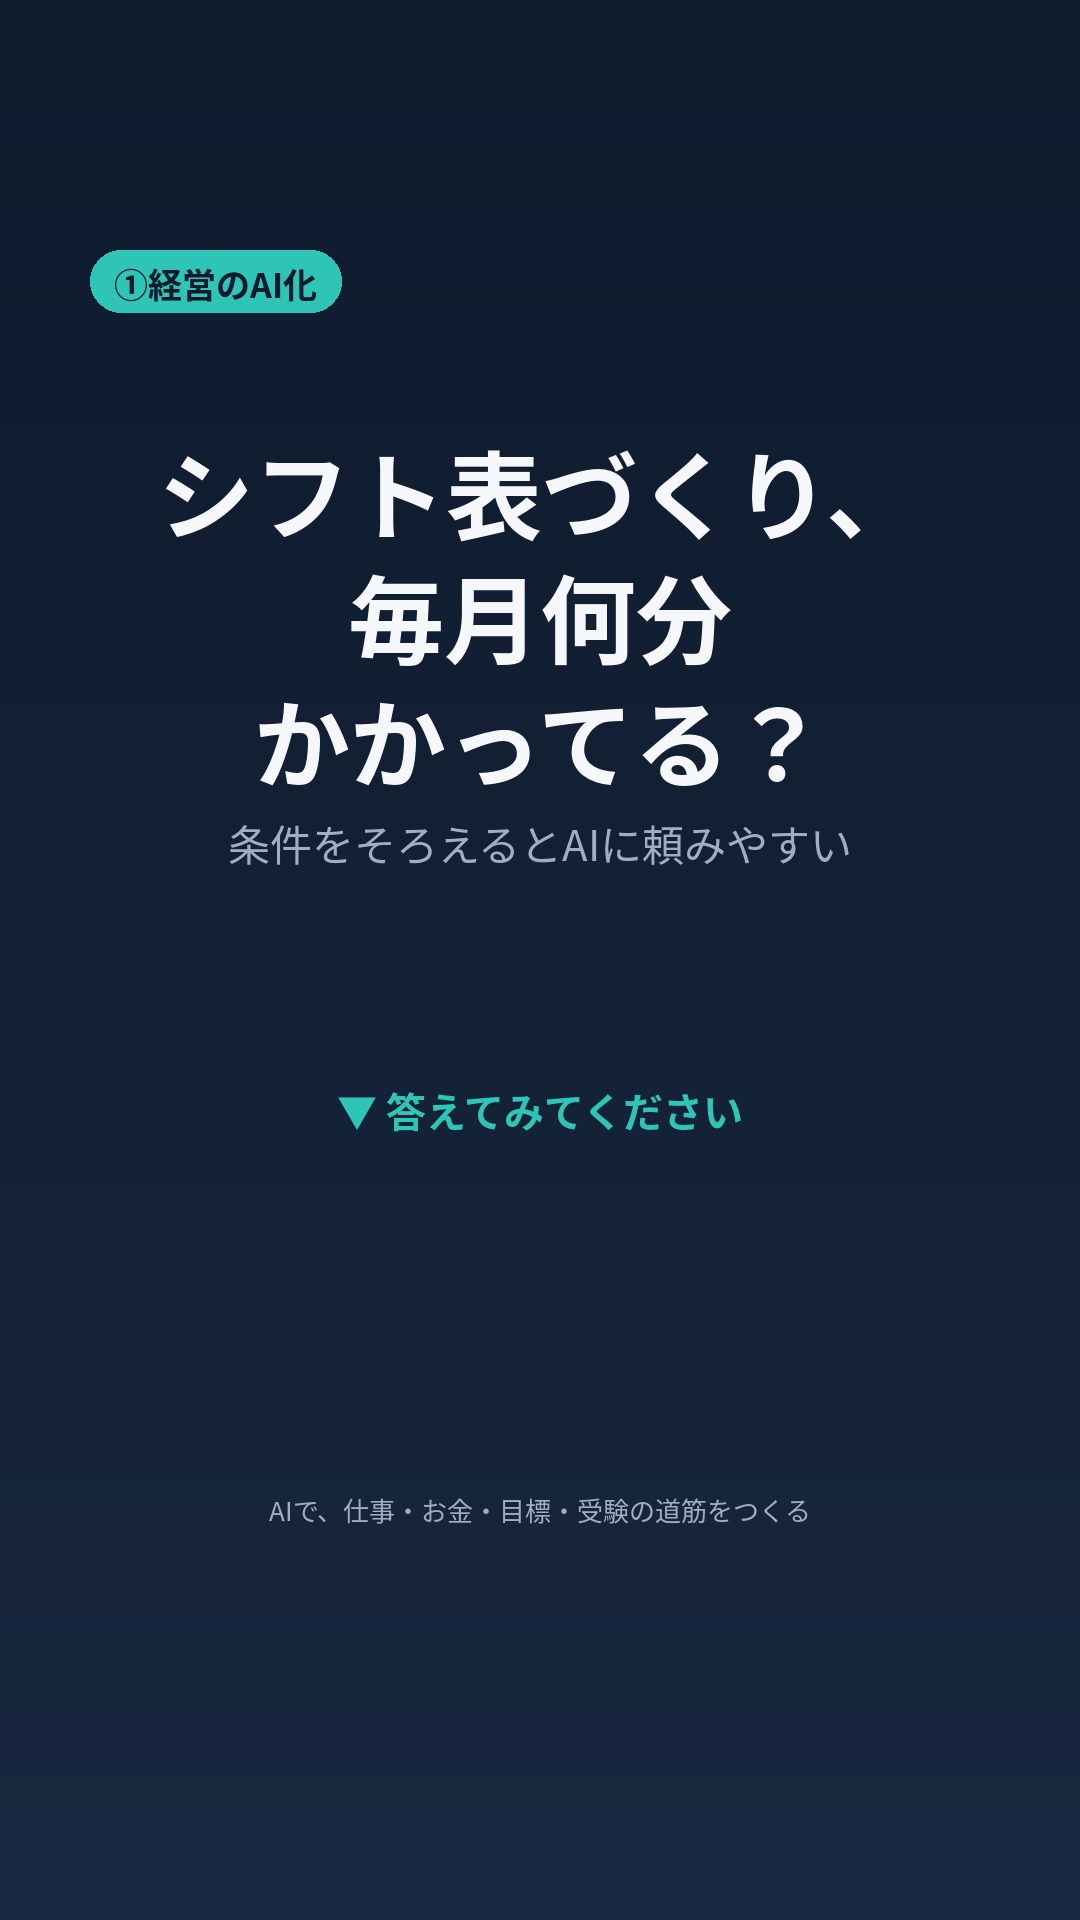 ①経営のAI化
シフト表づくり、
毎月何分
かかってる？
条件をそろえるとAIに頼みやすい
▼ 答えてみてください
AIで、仕事・お金・目標・受験の道筋をつくる